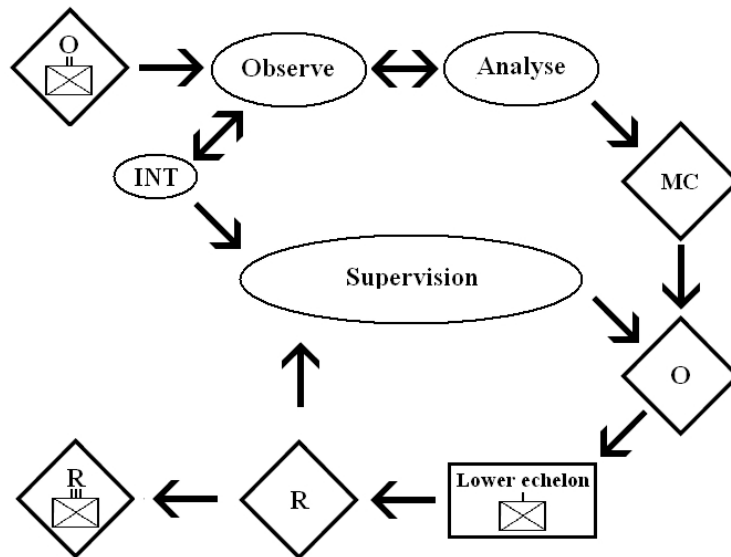 O
Observe
Analyse
INT
MC
Supervision
O
Lower echelon
R
R